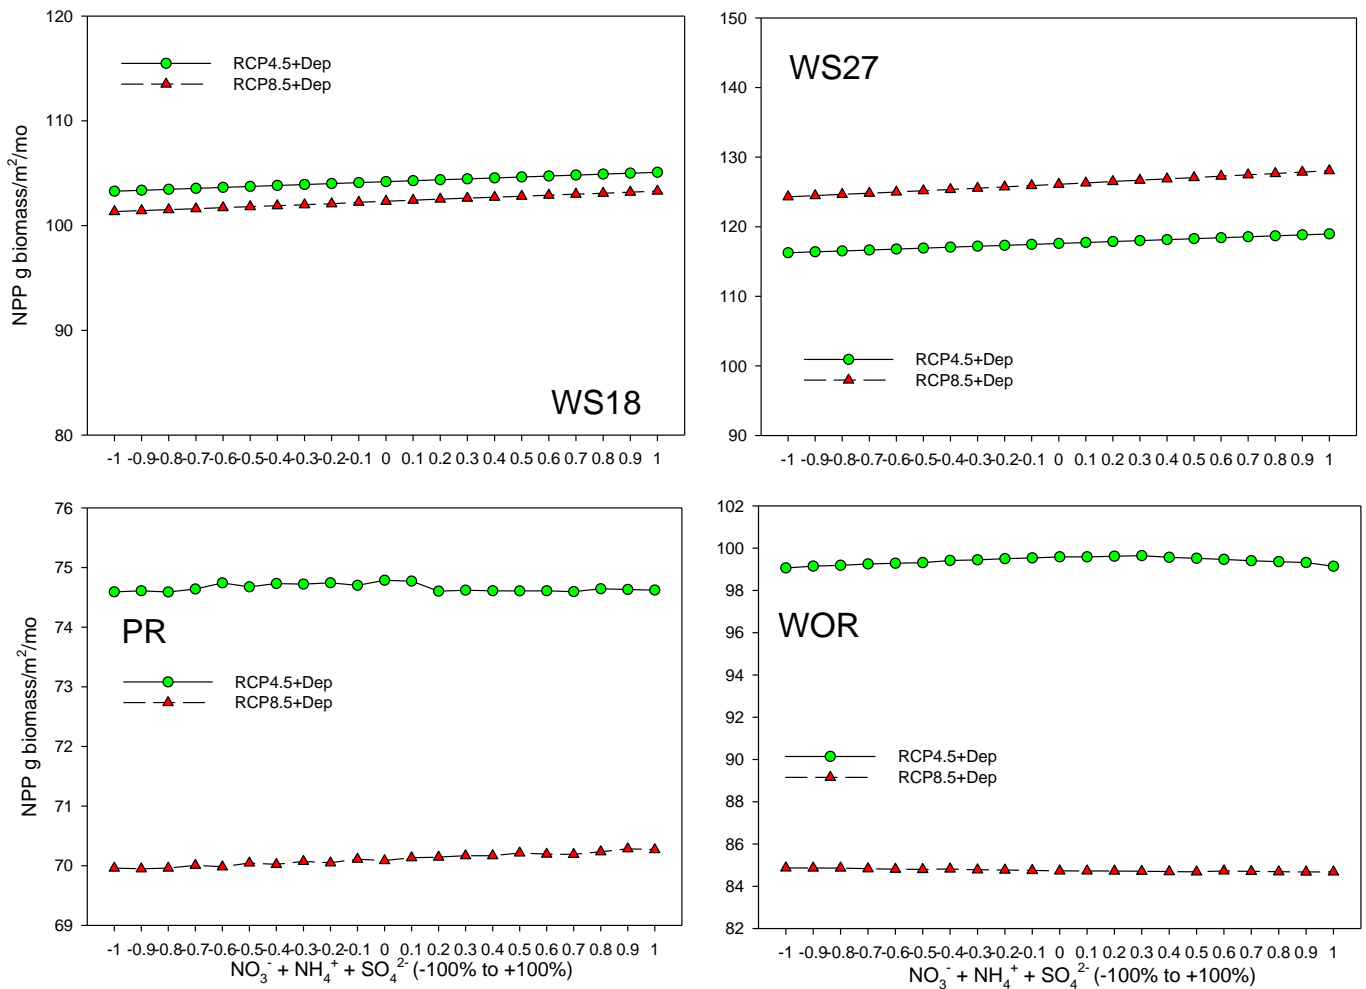 120
110
100
90
80
NPP g biomass/m²/mo
RCP4.5+Dep
RCP8.5+Dep
WS18
-1 -0.9 -0.8 -0.7 -0.6 -0.5 -0.4 -0.3 -0.2 -0.1 0 0.1 0.2 0.3 0.4 0.5 0.6 0.7 0.8 0.9 1
150
140
130
120
110
100
90
WS27
RCP4.5+Dep
RCP8.5+Dep
-1 -0.9 -0.8 -0.7 -0.6 -0.5 -0.4 -0.3 -0.2 -0.1 0 0.1 0.2 0.3 0.4 0.5 0.6 0.7 0.8 0.9 1
76
75
74
73
72
71
70
69
NPP g biomass/m²/mo
PR
RCP4.5+Dep
RCP8.5+Dep
-1 -0.9 -0.8 -0.7 -0.6 -0.5 -0.4 -0.3 -0.2 -0.1 0 0.1 0.2 0.3 0.4 0.5 0.6 0.7 0.8 0.9 1
NO₃⁻ + NH₄⁺ + SO₄²⁻ (-100% to +100%)
102
100
98
96
94
92
90
88
86
84
82
WOR
RCP4.5+Dep
RCP8.5+Dep
-1 -0.9 -0.8 -0.7 -0.6 -0.5 -0.4 -0.3 -0.2 -0.1 0 0.1 0.2 0.3 0.4 0.5 0.6 0.7 0.8 0.9 1
NO₃⁻ + NH₄⁺ + SO₄²⁻ (-100% to +100%)